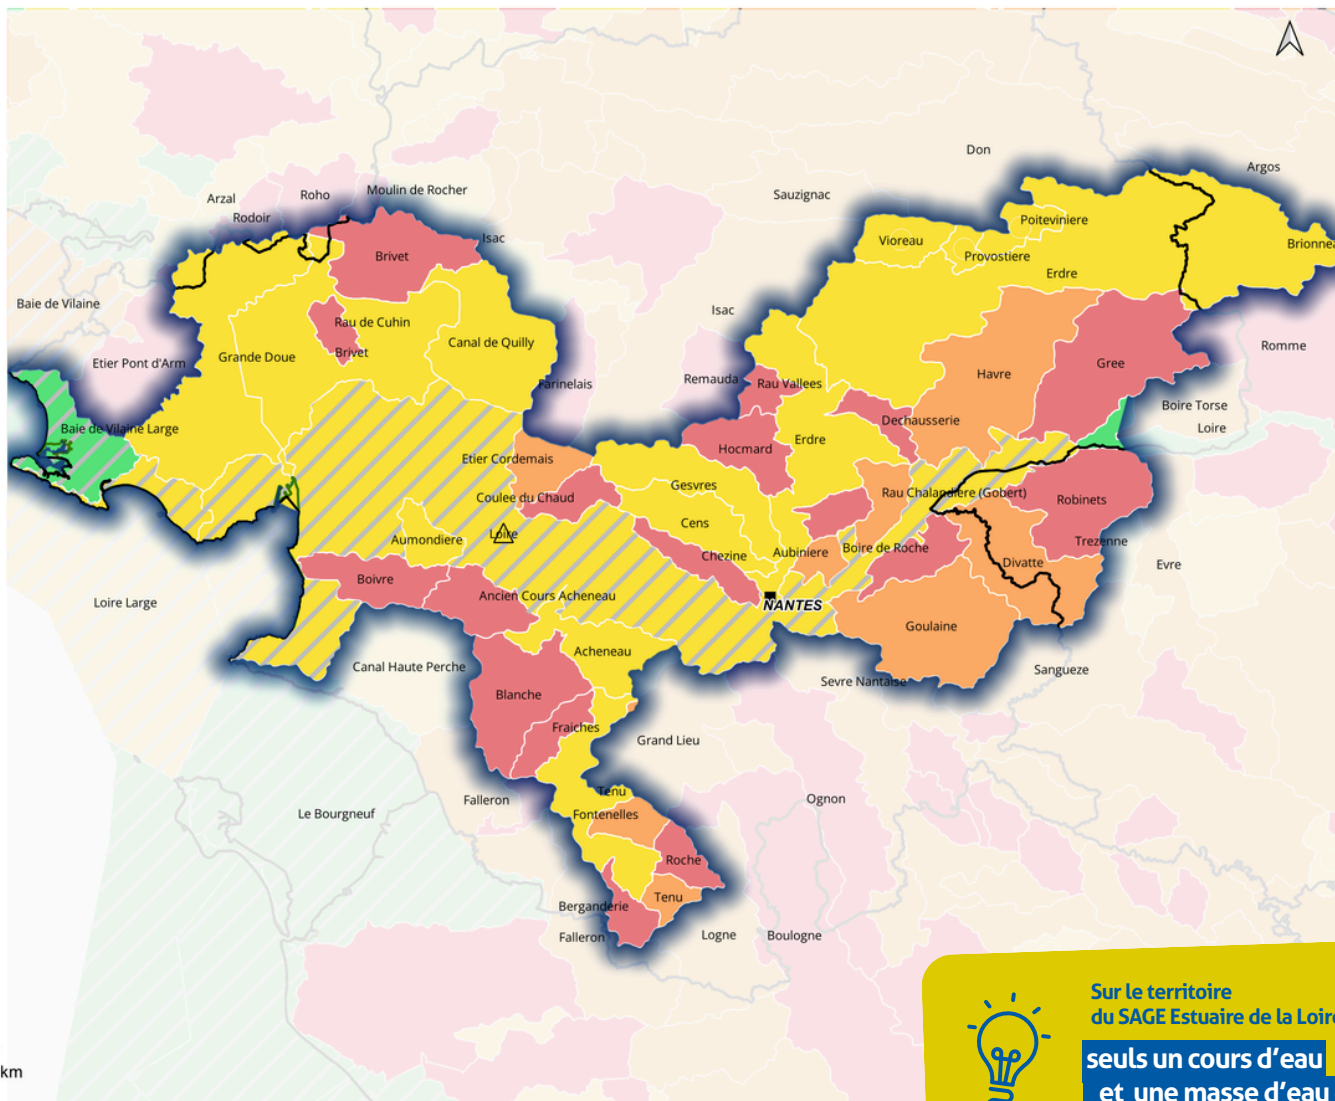 Don
Argos
Arzal
Roho
Moulin de Rocher
Sauzignac
Rodoir
Isac
Poiteviniere
Vioreau
Brionnea
Brivet
Provostiere
Erdre
Baie de Vilaine
Isac
Rau de Cuhin
Canal de Quilly
Grande Doue
Brivet
Etier Pont d'Arm
Romme
Gree
Havre
Farinelais
Remauda
Rau Vallees
Boire Torse
Dechausserie
Loire
Baie de Vilaine Large
Erdre
Hocmard
Etier Cordemais
Gesvres
Coulee du Chaud
Rau Chalandiere (Gobert)
Robinets
Cens
Loire
Aumondiere
Trezenne
Chezine
Aubiniere
Boire de Roche
Divatte
Evre
Boivre
Ancien Cours Acheneau
Loire Large
NANTES
Goulaine
Acheneau
Canal Haute Perche
Sangueze
Sevre Nantaise
Blanche
Fraiches
Grand Lieu
Tenu
Falleron
Ognon
Le Bourgneuf
Fontenelles
Roche
Tenu
Berganderie
Falleron
Logne
Boulogne
Sur le territoire
du SAGE Estuaire de la Loire
seuls un cours d'eau
et une masse d'eau
km